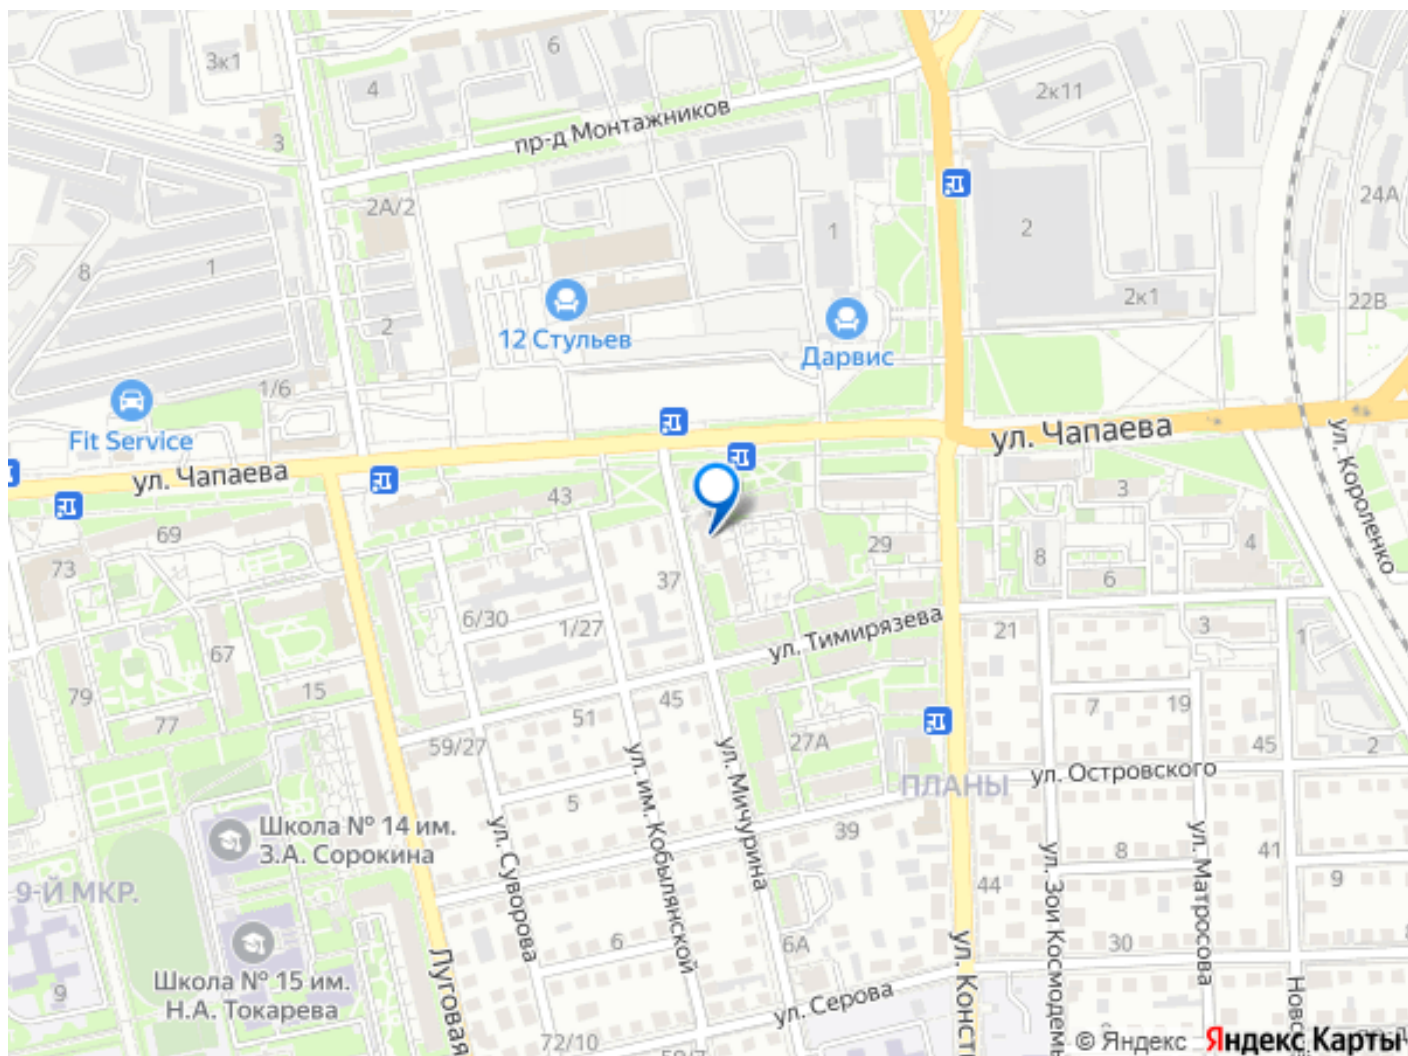 3к1
6
4
2к11
пр-д Монтажников
3
24А
2А/2
1
2
8
1
2к1
22В
2
12 Стульев
Дарвис
1/6
Fit Service
ул. Чапаева
ул. Чапаева
ул. Короленко
43
3
69
29
8
4
73
37
6
6/30
1/27
ул. Тимирязева
21
3
1
67
79
15
45
7
19
77
51
59/27
27А
45
2
ул. Мичурина
ул. им. Кобылянской
ул. Островского
ПЛАНЫ
5
Школа № 14 им.
З.А. Сорокина
ул. Суворова
39
8
41
ул. Матросова
9-Й МКР.
44
9
ул. Зои Космодемь
6
6А
30
Луговая
ул. Конст
Школа № 15 им.
Н.А. Токарева
9
ул. Серова
Новос
72/10
59/7
© Яндекс Яндекс Карты